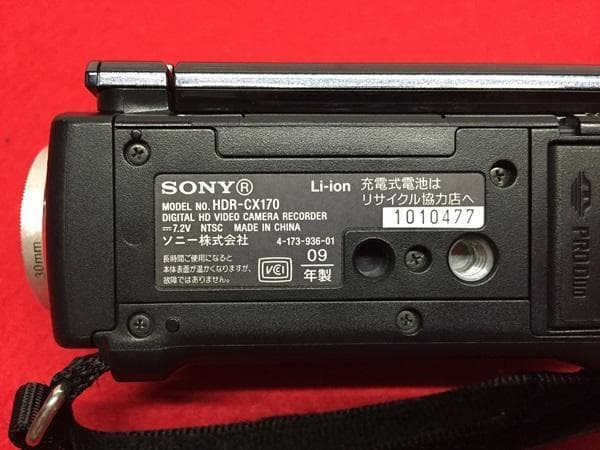 SONY®
MODEL NO. HDR-CX170
DIGITAL HD VIDEO CAMERA RECORDER
⎓7.2V NTSC MADE IN CHINA
ソニー株式会社 4-173-936-01
長時間ご使用になると
本体表面が温かくなりますが、
故障ではありません。
VCI
09
年製
Li-ion 充電式電池は
リサイクル協力店へ
1010477
30mm
PRODUO